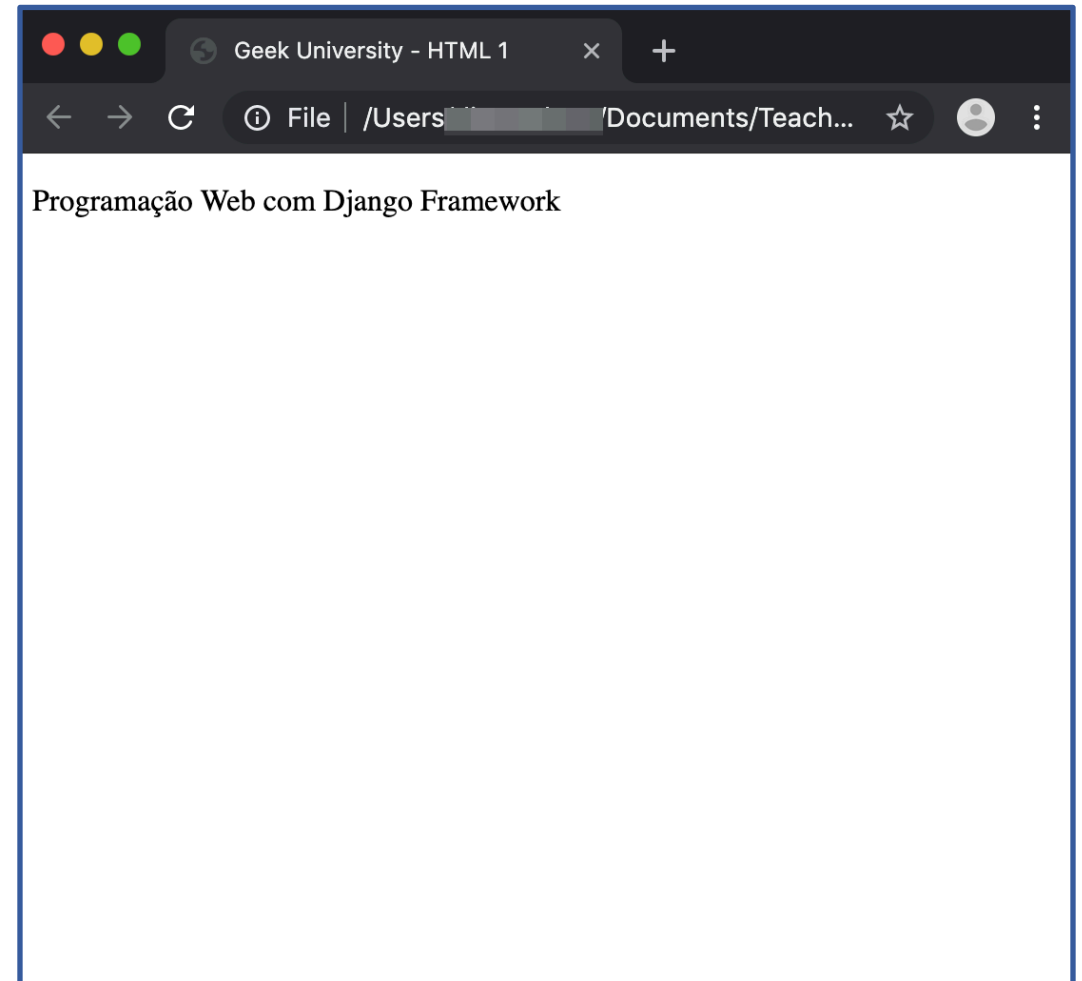 Geek University - HTML 1
File /Users /Documents/Teach...
Programação Web com Django Framework